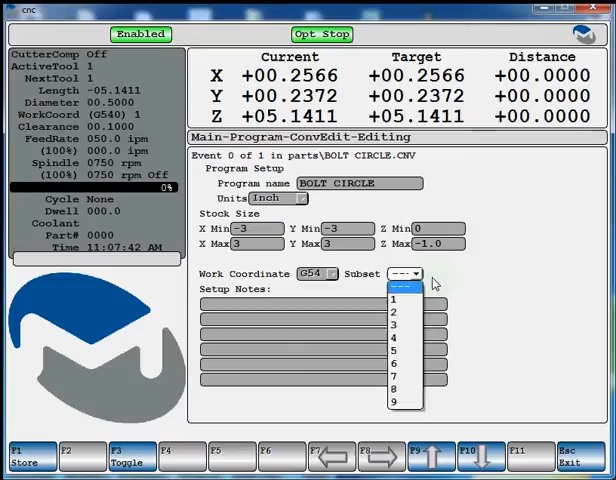 cnc
Enabled
Opt Stop
CutterComp Off
ActiveTool 1
NextTool 1
Length -05.1411
Diameter 00.5000
WorkCoord (G540) 1
Clearance 00.1000
FeedRate 050.0 ipm
(100%) 000.0 ipm
Spindle 0750 rpm
(100%) 0750 rpm Off
0%
Cycle None
Dwell 000.0
Coolant
Part# 0000
Time 11:07:42 AM
Current Target Distance
X +00.2566 +00.2566 +00.0000
Y +00.2372 +00.2372 +00.0000
Z +05.1411 +05.1411 +00.0000
Main-Program-ConvEdit-Editing
Event 0 of 1 in parts\BOLT CIRCLE.CNV
Program Setup
Program name BOLT CIRCLE
Units Inch
Stock Size
X Min -3 Y Min -3 Z Min 0
X Max 3 Y Max 3 Z Max -1.0
Work Coordinate G54 Subset ---
Setup Notes:
---
1
2
3
4
5
6
7
8
9
F1 Store
F2
F3 Toggle
F4
F5
F6
F7
F8
F9
F10
F11
Esc Exit